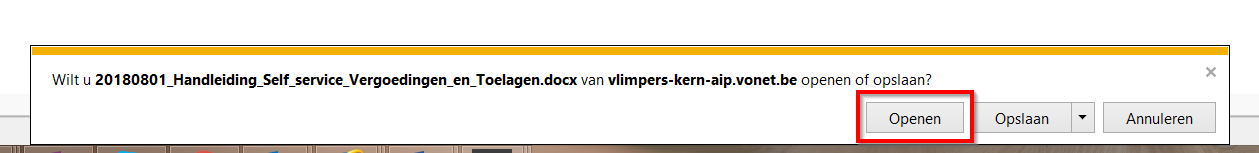 Wilt u 20180801_Handleiding_Self_service_Vergoedingen_en_Toelagen.docx van vlimpers-kern-aip.vonet.be openen of opslaan?
Openen Opslaan Annuleren